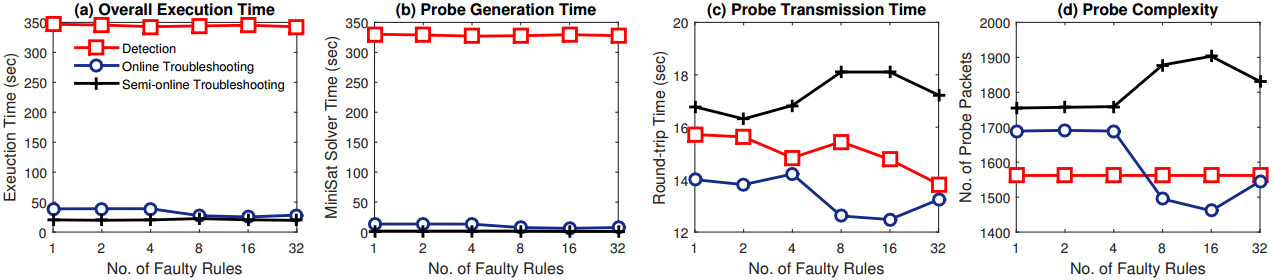 (a) Overall Execution Time
Exeuction Time (sec)
350
300
250
200
150
100
50
0
Detection
Online Troubleshooting
Semi-online Troubleshooting
1 2 4 8 16 32
No. of Faulty Rules
(b) Probe Generation Time
MiniSat Solver Time (sec)
350
300
250
200
150
100
50
0
1 2 4 8 16 32
No. of Faulty Rules
(c) Probe Transmission Time
Round-trip Time (sec)
20
18
16
14
12
1 2 4 8 16 32
No. of Faulty Rules
(d) Probe Complexity
No. of Probe Packets
2000
1900
1800
1700
1600
1500
1400
1 2 4 8 16 32
No. of Faulty Rules